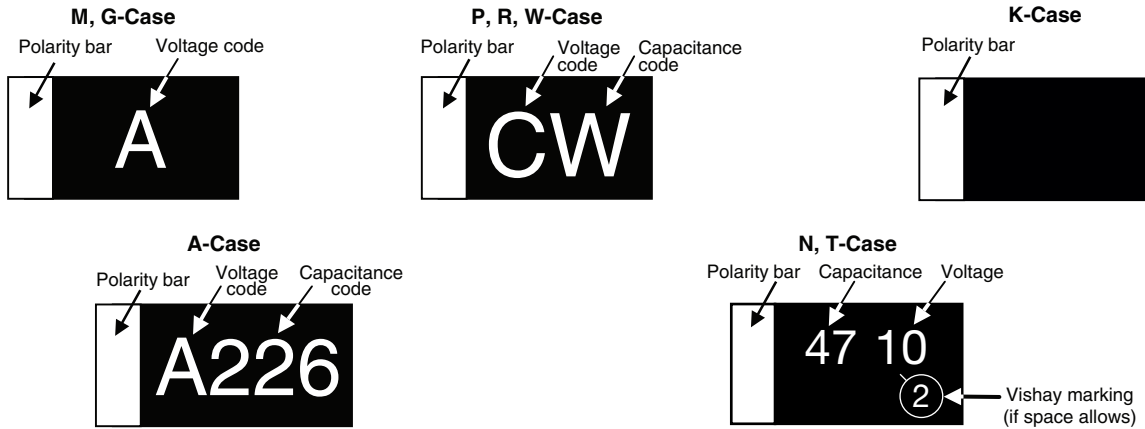 M, G-Case
Polarity bar
Voltage code
A
P, R, W-Case
Polarity bar
Voltage
code
Capacitance
code
CW
K-Case
Polarity bar
A-Case
Polarity bar
Voltage
code
Capacitance
code
A226
N, T-Case
Polarity bar
Capacitance
Voltage
47 10
2
Vishay marking
(if space allows)